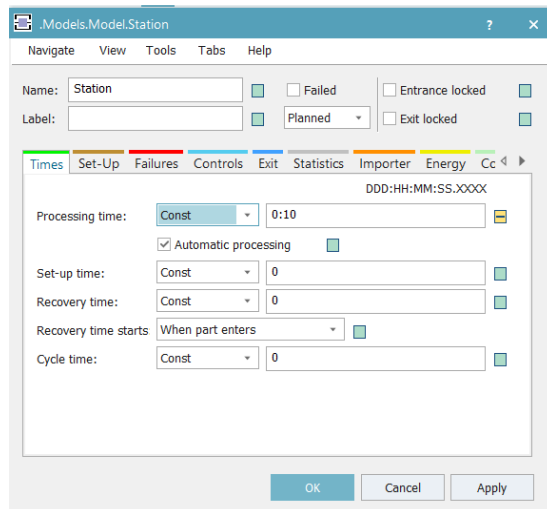 .Models.Model.Station ? ×
Navigate View Tools Tabs Help
Name: Station Failed Entrance locked
Label: Planned Exit locked
Times Set-Up Failures Controls Exit Statistics Importer Energy Cc
DDD:HH:MM:SS.XXXX
Processing time: Const 0:10
Automatic processing
Set-up time: Const 0
Recovery time: Const 0
Recovery time starts When part enters
Cycle time: Const 0
OK Cancel Apply